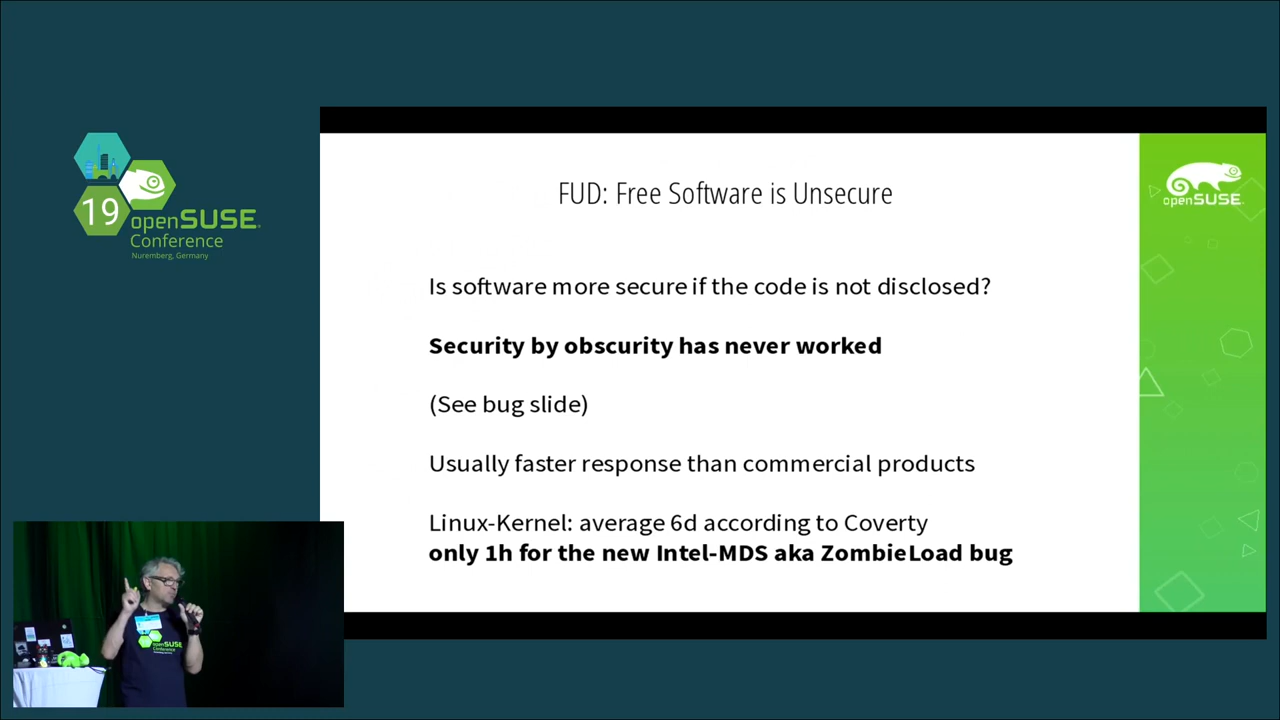 19
openSUSE
Conference
Nuremberg, Germany
FUD: Free Software is Unsecure
openSUSE
Is software more secure if the code is not disclosed?
Security by obscurity has never worked
(See bug slide)
Usually faster response than commercial products
Linux-Kernel: average 6d according to Coverty
only 1h for the new Intel-MDS aka ZombieLoad bug
openSUSE
Conference